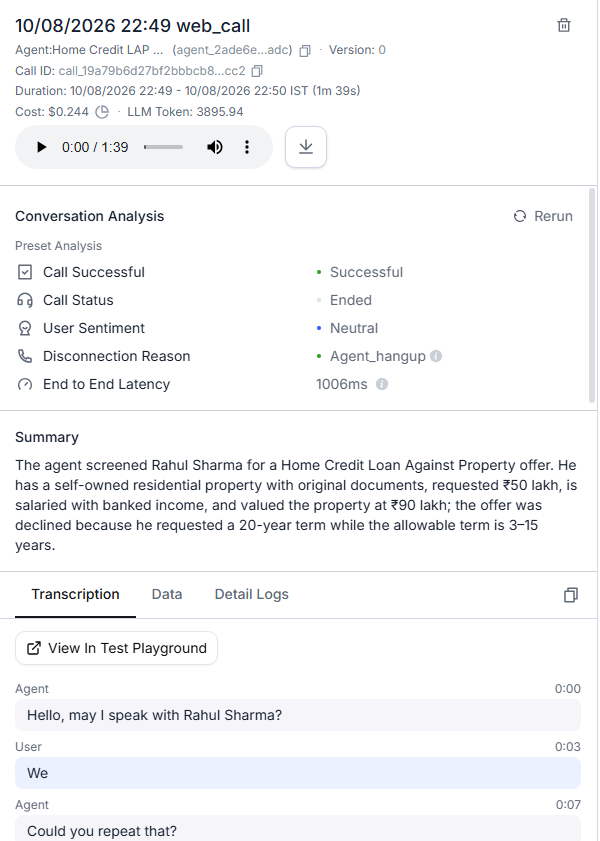 10/08/2026 22:49 web_call
Agent:Home Credit LAP ... (agent_2ade6e...adc) · Version: 0
Call ID: call_19a79b6d27bf2bbbcb8...cc2
Duration: 10/08/2026 22:49 - 10/08/2026 22:50 IST (1m 39s)
Cost: $0.244 · LLM Token: 3895.94
0:00 / 1:39
Conversation Analysis
Rerun
Preset Analysis
Call Successful
Successful
Call Status
Ended
User Sentiment
Neutral
Disconnection Reason
Agent_hangup
End to End Latency
1006ms
Summary
The agent screened Rahul Sharma for a Home Credit Loan Against Property offer. He
has a self-owned residential property with original documents, requested ₹50 lakh, is
salaried with banked income, and valued the property at ₹90 lakh; the offer was
declined because he requested a 20-year term while the allowable term is 3–15
years.
Transcription Data Detail Logs
View In Test Playground
Agent 0:00
Hello, may I speak with Rahul Sharma?
User 0:03
We
Agent 0:07
Could you repeat that?